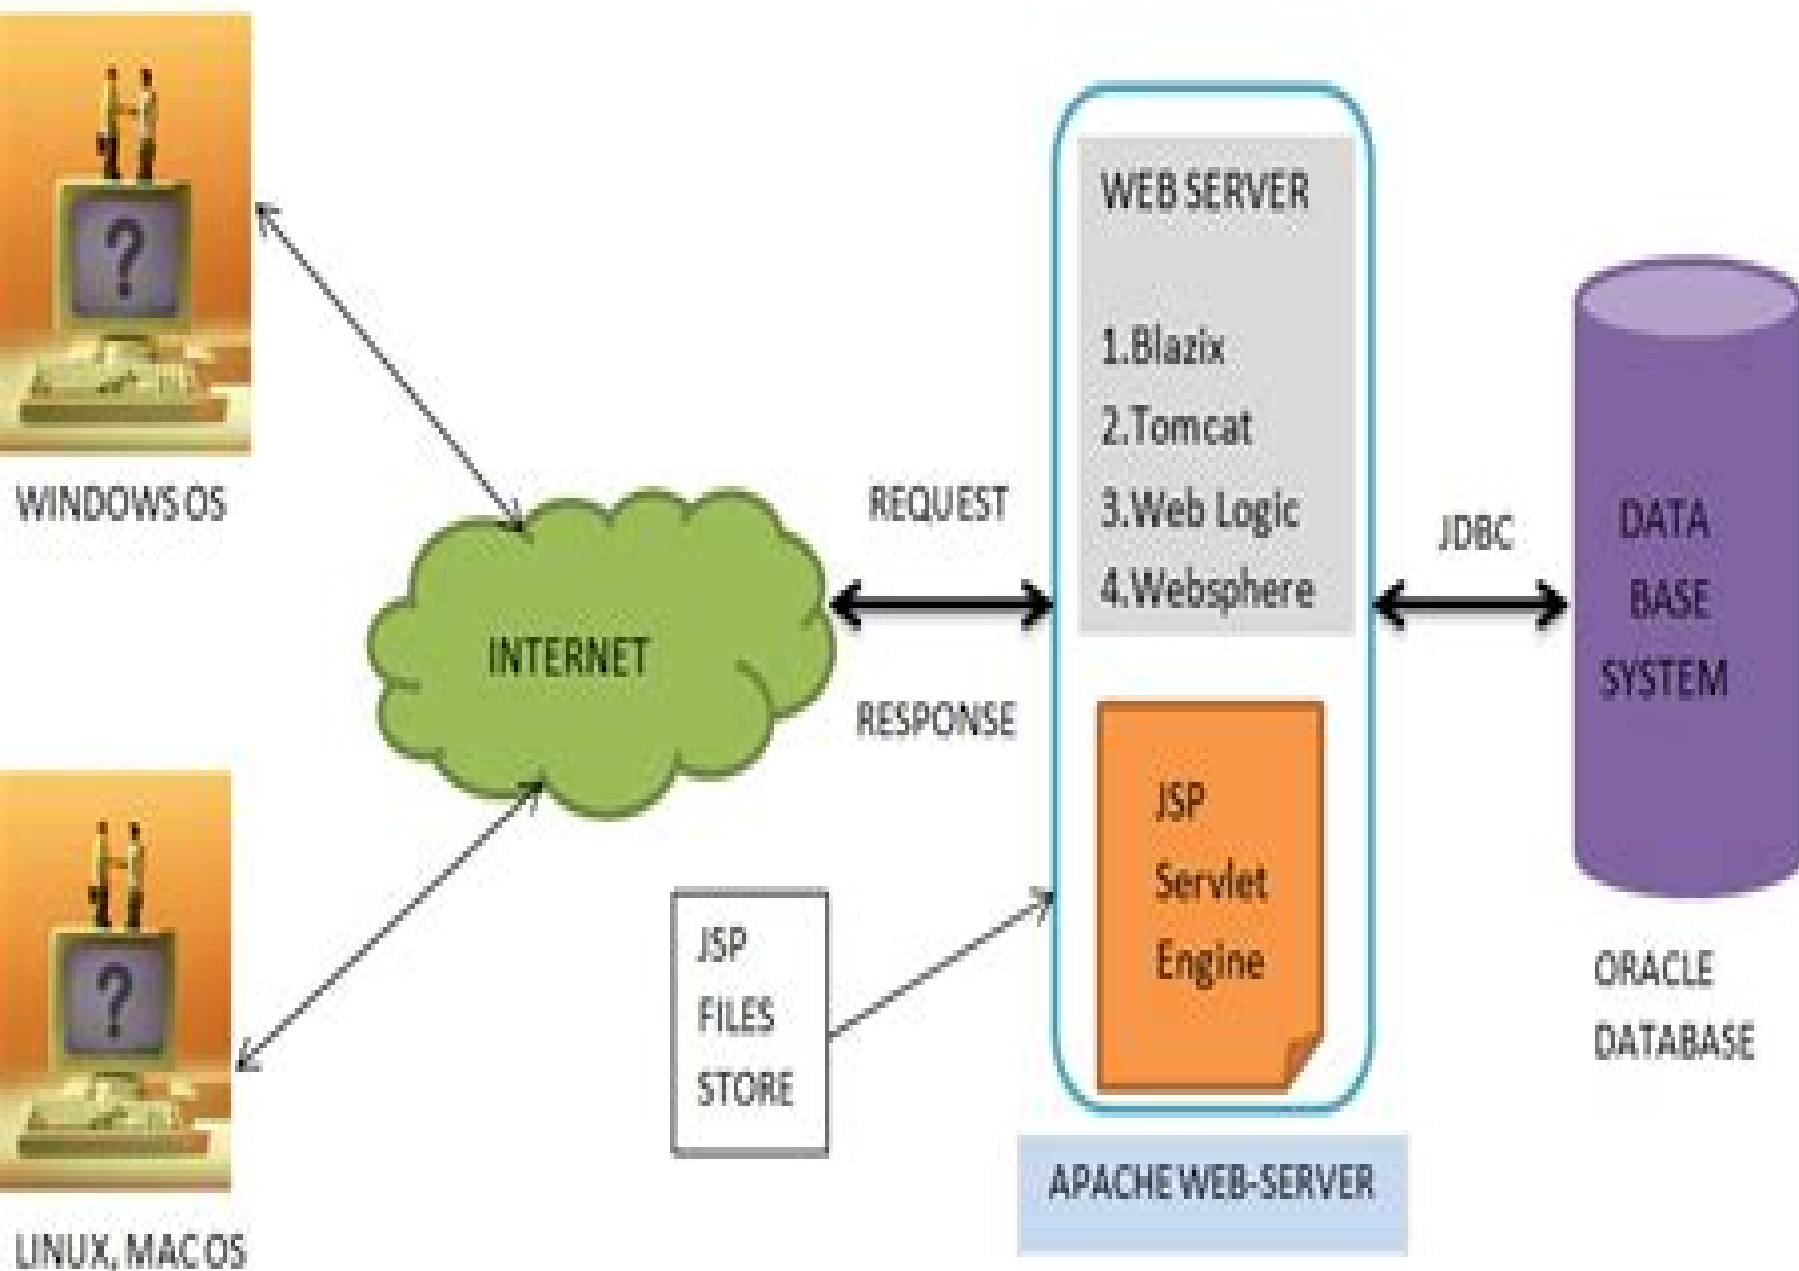 WINDOWS OS
LINUX, MAC OS
INTERNET
REQUEST
RESPONSE
JSP
FILES
STORE
WEB SERVER
1.Blazix
2.Tomcat
3.Web Logic
4.Websphere
JSP
Servlet
Engine
APACHE WEB-SERVER
JDBC
DATA
BASE
SYSTEM
ORACLE
DATABASE
?
?